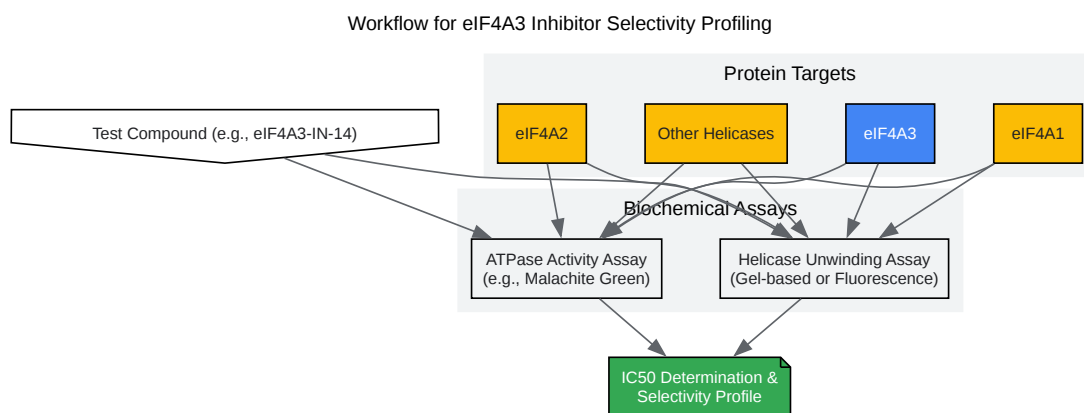 Workflow for eIF4A3 Inhibitor Selectivity Profiling
Protein Targets
Test Compound (e.g., eIF4A3-IN-14)
eIF4A2
Other Helicases
eIF4A3
eIF4A1
Biochemical Assays
ATPase Activity Assay
(e.g., Malachite Green)
Helicase Unwinding Assay
(Gel-based or Fluorescence)
IC50 Determination &
Selectivity Profile